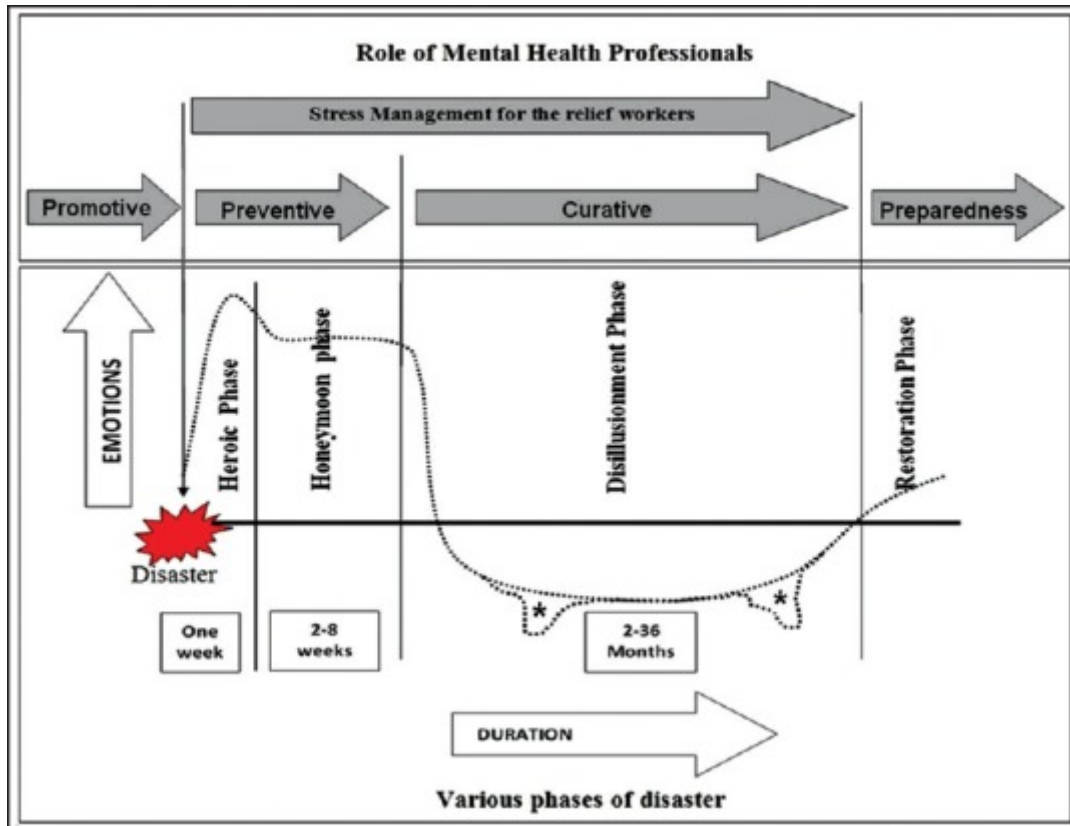 Role of Mental Health Professionals
Stress Management for the relief workers
Promotive
Preventive
Curative
Preparedness
EMOTIONS
Heroic Phase
Honeymoon phase
Disillusionment Phase
Restoration Phase
Disaster
*
*
One
week
2-8
weeks
2-36
Months
DURATION
Various phases of disaster